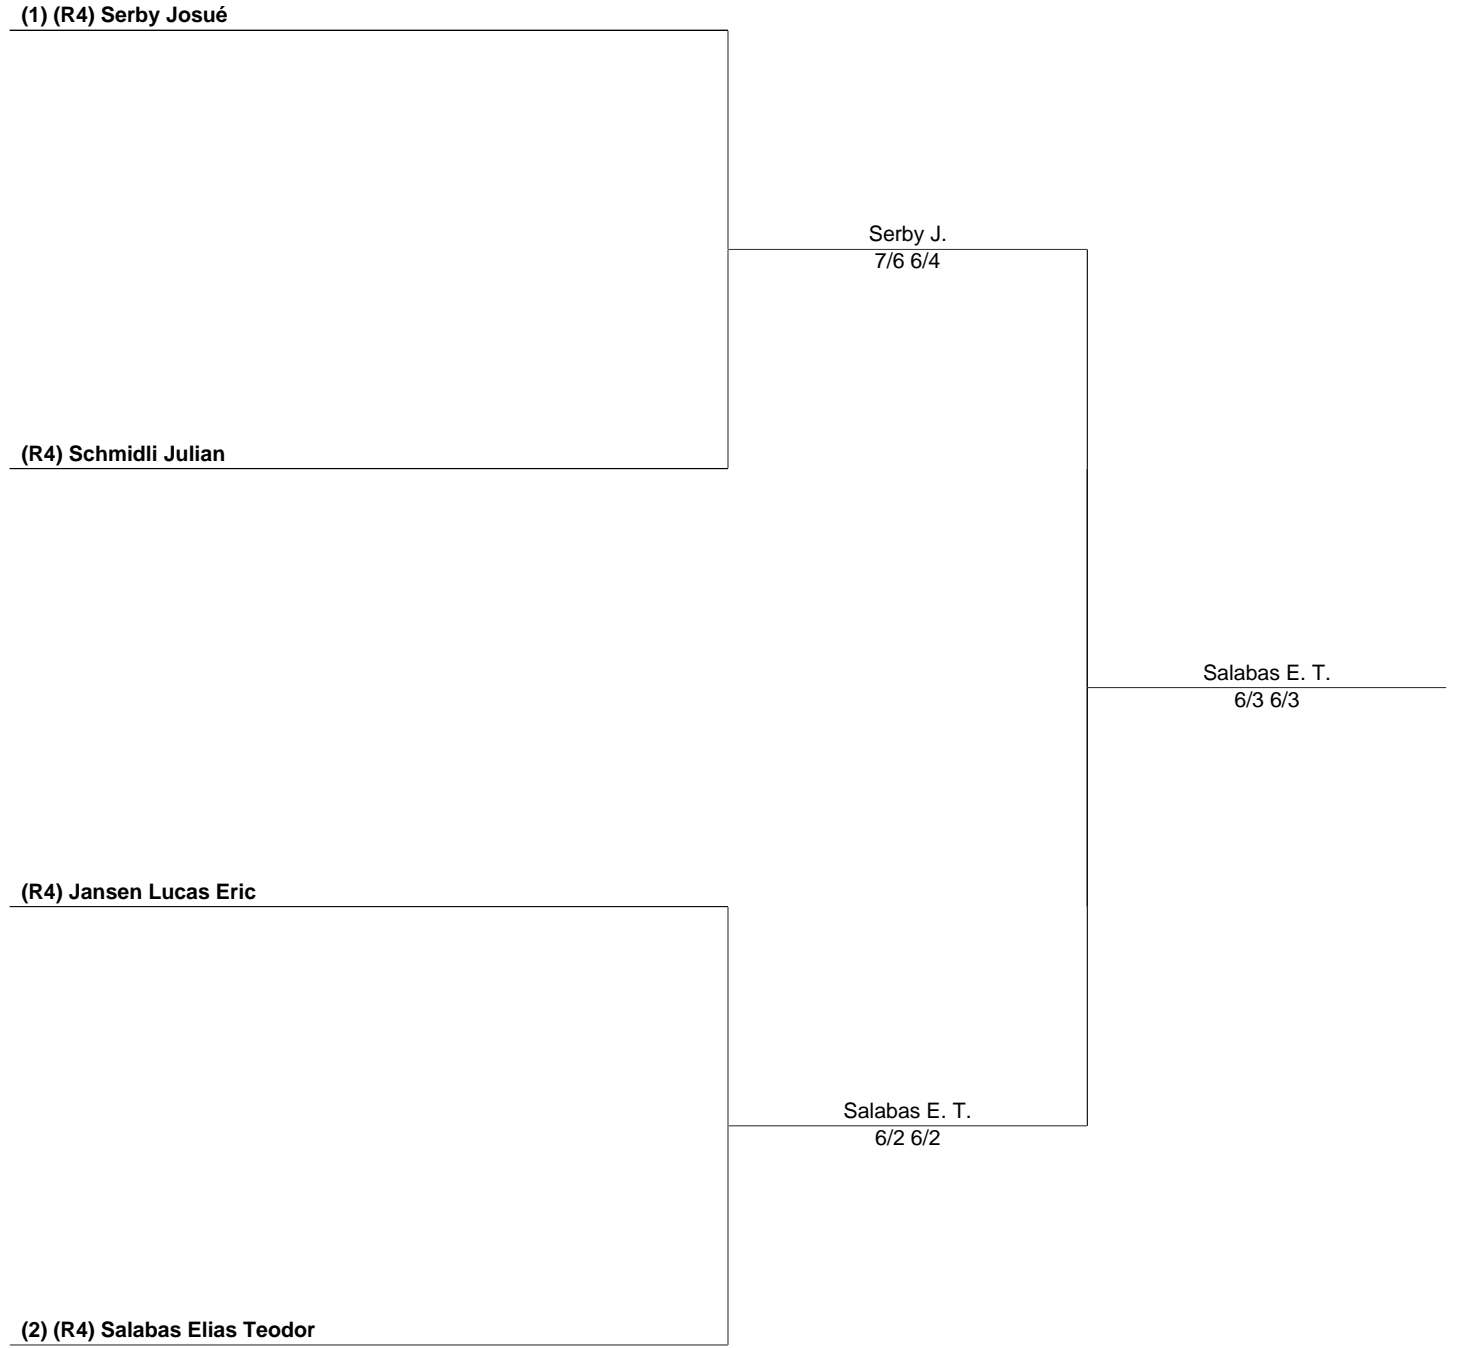 (1) (R4) Serby Josué
Serby J.
7/6 6/4
(R4) Schmidli Julian
Salabas E. T.
6/3 6/3
(R4) Jansen Lucas Eric
Salabas E. T.
6/2 6/2
(2) (R4) Salabas Elias Teodor